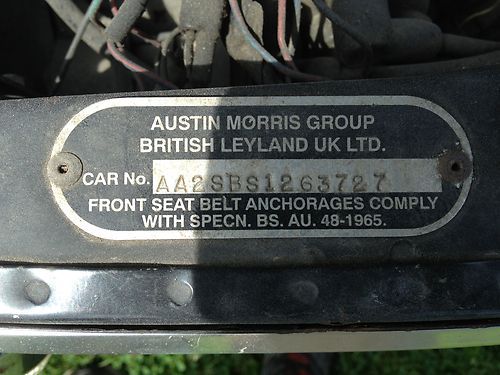 AUSTIN MORRIS GROUP
BRITISH LEYLAND UK LTD.
CAR No. AA2SBS1263727
FRONT SEAT BELT ANCHORAGES COMPLY
WITH SPECN. BS. AU. 48-1965.